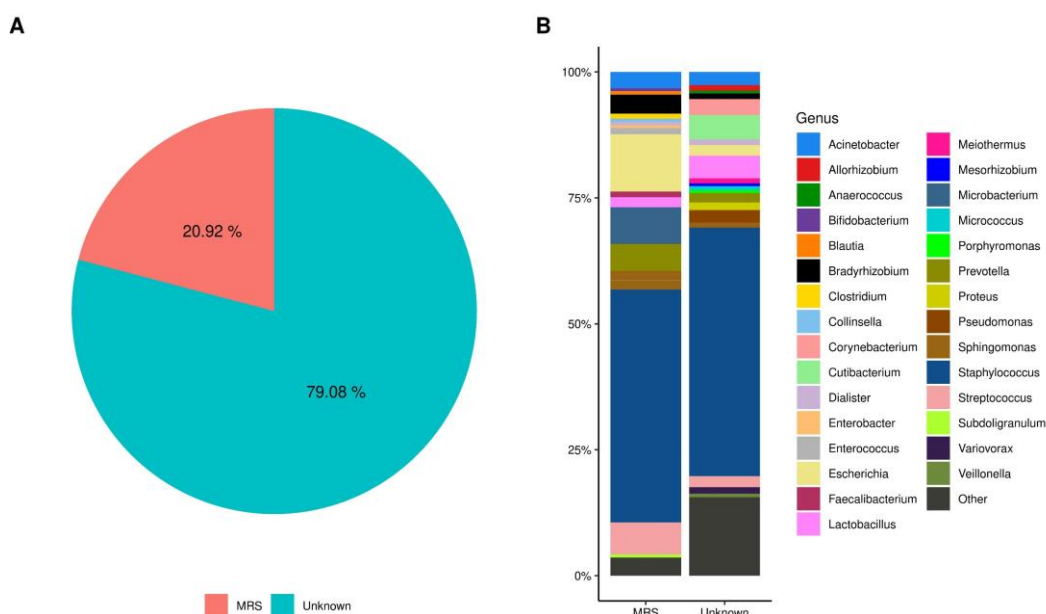 A
20.92 %
79.08 %
MRS
Unknown
B
100%
75%
50%
25%
0%
MRS
Unknown
Genus
Acinetobacter
Allorhizobium
Anaerococcus
Bifidobacterium
Blautia
Bradyrhizobium
Clostridium
Collinsella
Corynebacterium
Cutibacterium
Dialister
Enterobacter
Enterococcus
Escherichia
Faecalibacterium
Lactobacillus
Meiothermus
Mesorhizobium
Microbacterium
Micrococcus
Porphyromonas
Prevotella
Proteus
Pseudomonas
Sphingomonas
Staphylococcus
Streptococcus
Subdoligranulum
Variovorax
Veillonella
Other